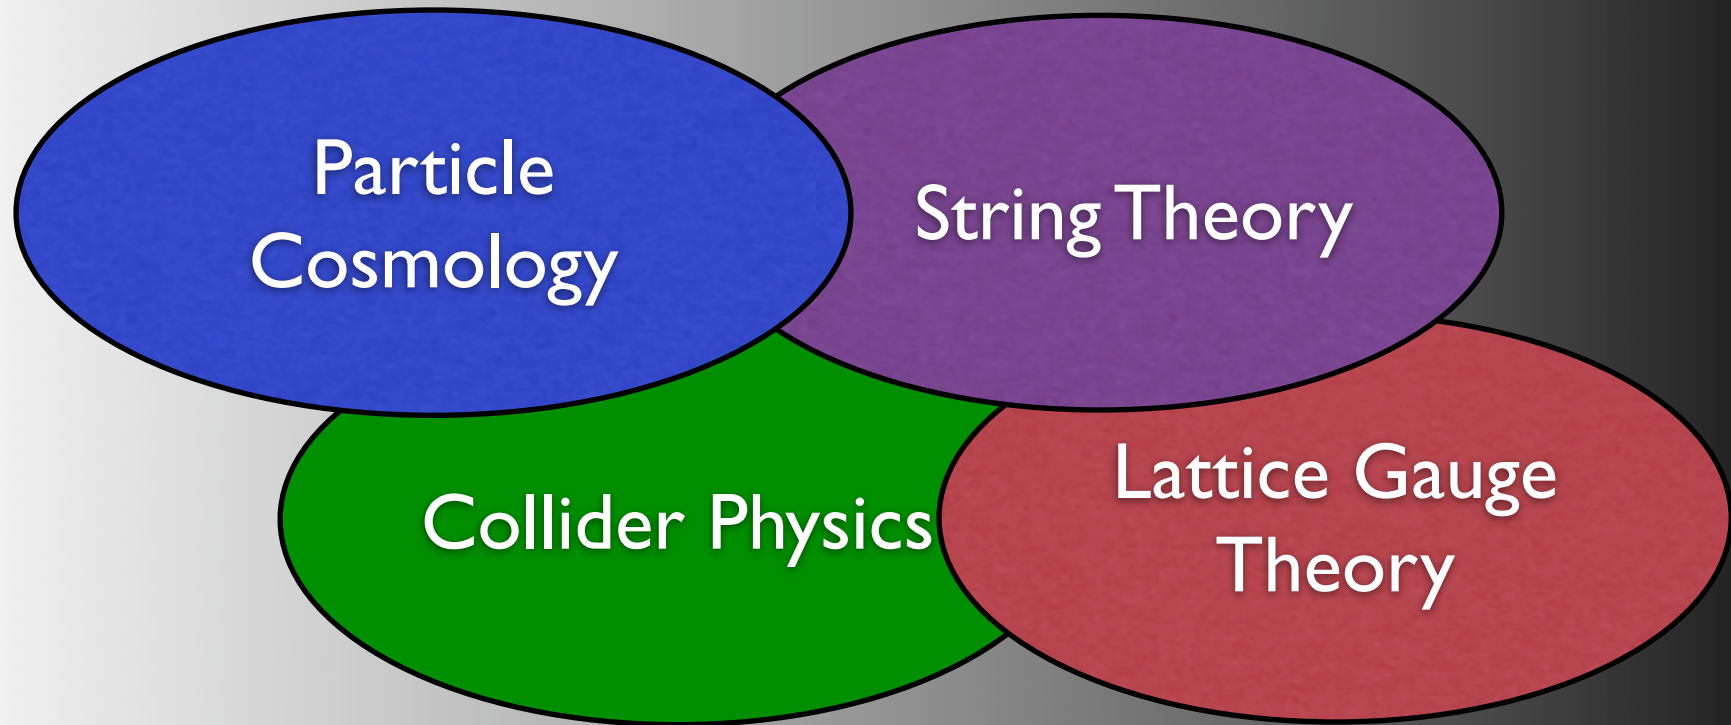 Particle
Cosmology
String Theory
Collider Physics
Lattice Gauge
Theory